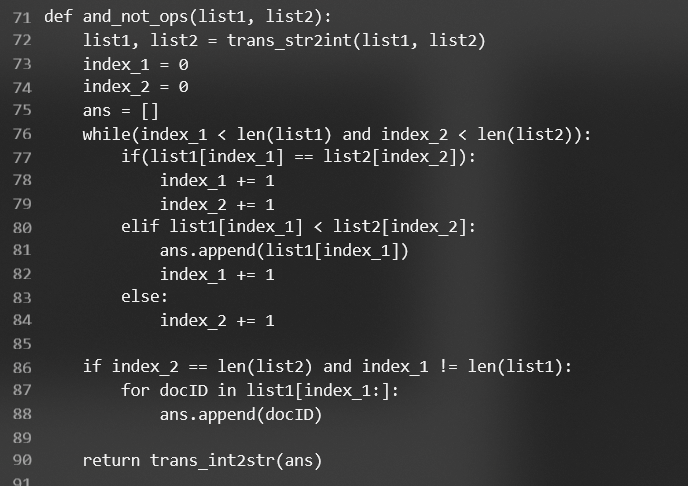 71 def and_not_ops(list1, list2):
72     list1, list2 = trans_str2int(list1, list2)
73     index_1 = 0
74     index_2 = 0
75     ans = []
76     while(index_1 < len(list1) and index_2 < len(list2)):
77         if(list1[index_1] == list2[index_2]):
78             index_1 += 1
79             index_2 += 1
80         elif list1[index_1] < list2[index_2]:
81             ans.append(list1[index_1])
82             index_1 += 1
83         else:
84             index_2 += 1
85
86     if index_2 == len(list2) and index_1 != len(list1):
87         for docID in list1[index_1:]:
88             ans.append(docID)
89
90     return trans_int2str(ans)
91